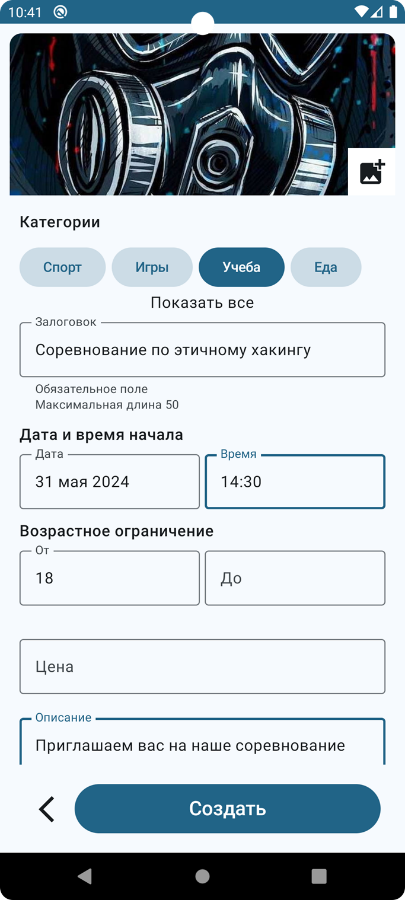 10:41
Категории
Спорт Игры Учеба Еда
Показать все
Залоговок
Соревнование по этичному хакингу
Обязательное поле
Максимальная длина 50
Дата и время начала
Дата Время
31 мая 2024 14:30
Возрастное ограничение
От
18 До
Цена
Описание
Приглашаем вас на наше соревнование
Создать